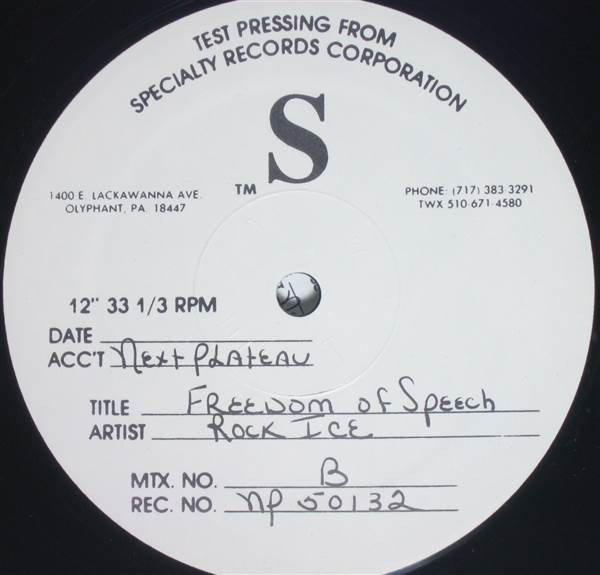 TEST PRESSING FROM
SPECIALTY RECORDS CORPORATION
S
TM
1400 E. LACKAWANNA AVE.
OLYPHANT, PA. 18447
PHONE: (717) 383 3291
TWX 510-671-4580
12" 33 1/3 RPM
DATE
ACC'T Next PLAtEAU
TITLE FREEDOM OF SpEECh
ARTIST ROCK ICE
MTX. NO. B
REC. NO. NP 50132